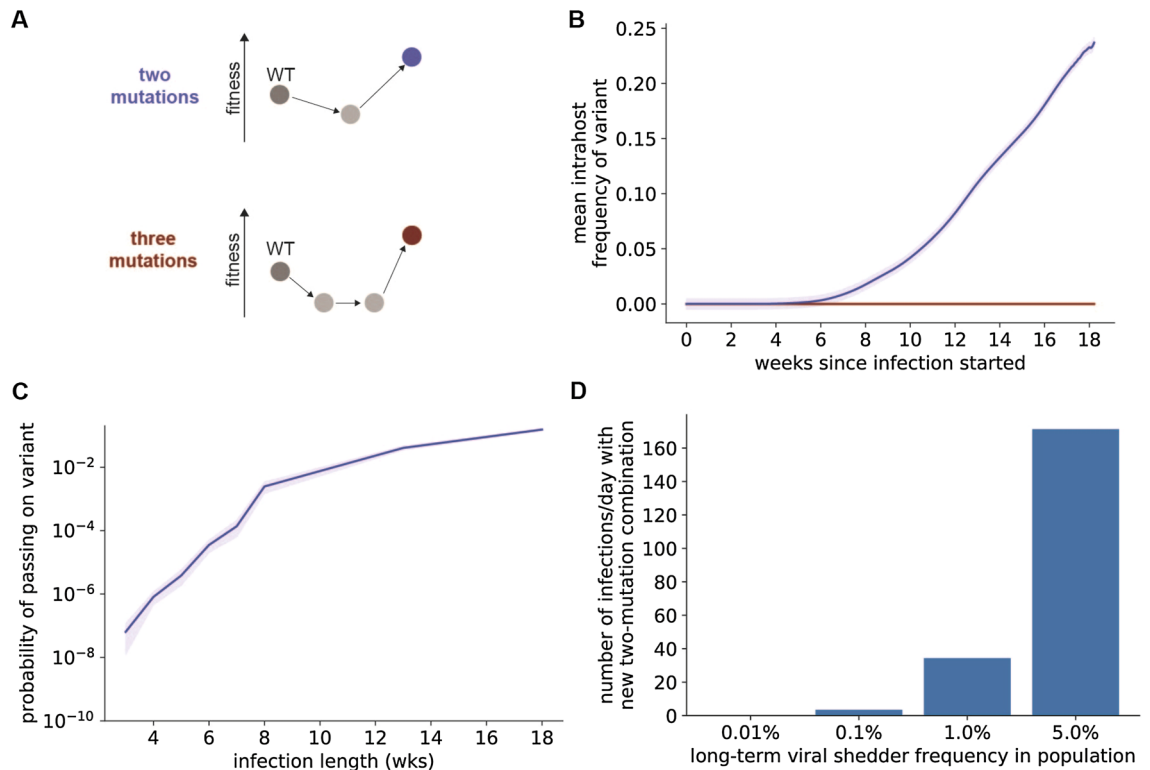 A
two
mutations
fitness
WT
three
mutations
fitness
WT
B
mean intrahost
frequency of variant
0.25
0.20
0.15
0.10
0.05
0.00
0 2 4 6 8 10 12 14 16 18
weeks since infection started
C
probability of passing on variant
10−2
10−4
10−6
10−8
10−10
4 6 8 10 12 14 16 18
infection length (wks)
D
number of infections/day with
new two-mutation combination
160
140
120
100
80
60
40
20
0
0.01% 0.1% 1.0% 5.0%
long-term viral shedder frequency in population